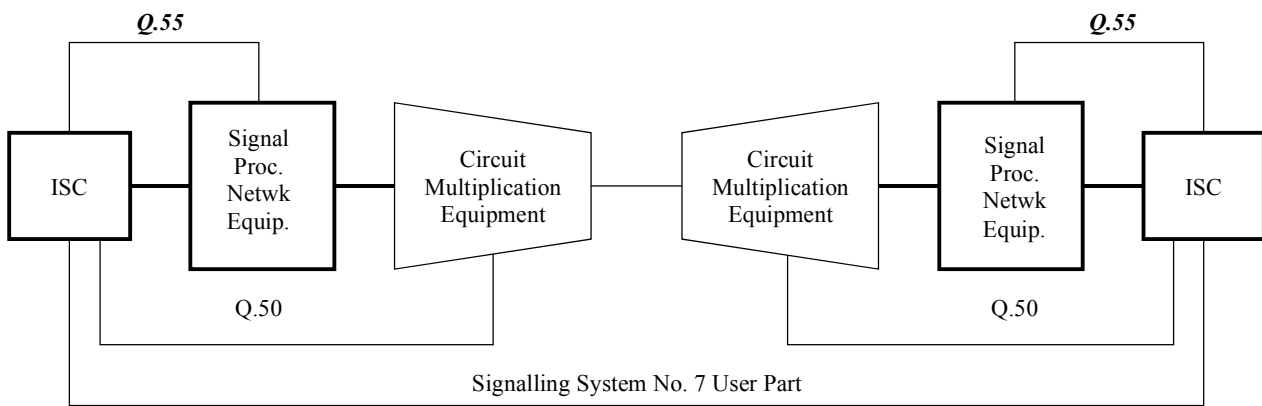 Q.55
Q.55
ISC
Signal
Proc.
Netwk
Equip.
Circuit
Multiplication
Equipment
Circuit
Multiplication
Equipment
Signal
Proc.
Netwk
Equip.
ISC
Q.50
Q.50
Signalling System No. 7 User Part